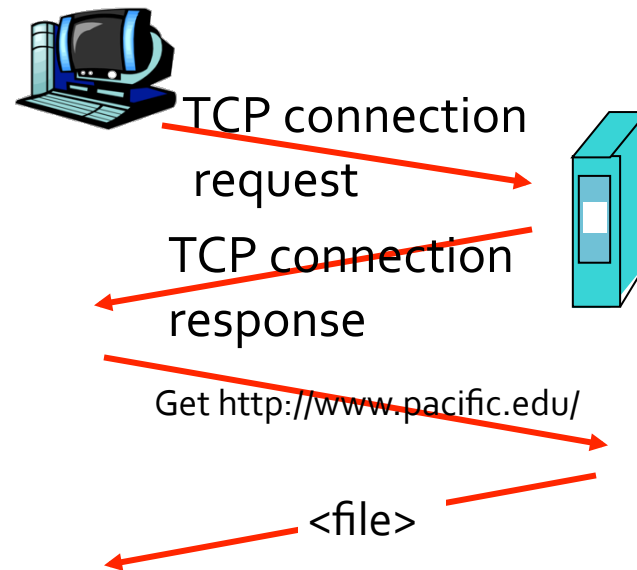 TCP connection
request
TCP connection
response
Get http://www.pacific.edu/
<file>